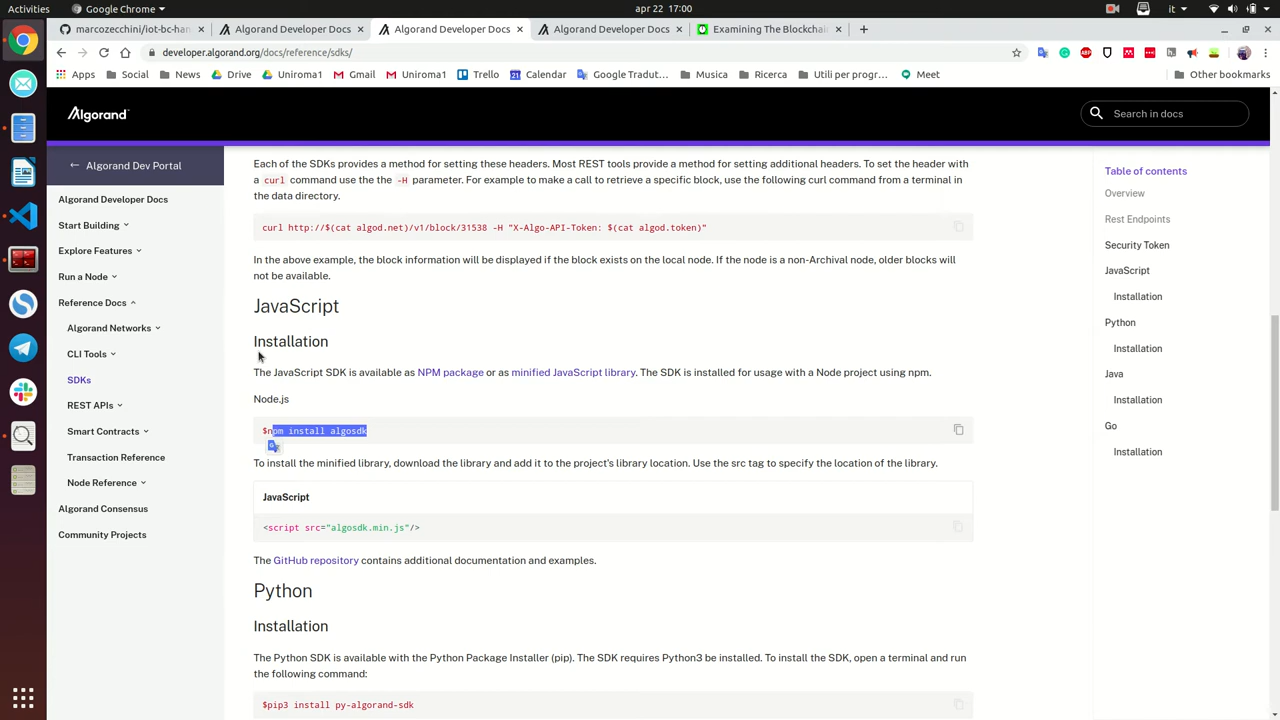 Activities
Google Chrome
apr 22 17:00
it
marcozecchini/iot-bc-han
Algorand Developer Docs
Algorand Developer Docs
Algorand Developer Docs
Examining The Blockchai
developer.algorand.org/docs/reference/sdks/
Apps
Social
News
Drive
Uniroma1
Gmail
Uniroma1
Trello
Calendar
Google Tradut...
Musica
Ricerca
Utili per progr...
Meet
Other bookmarks
Algorand
Search in docs
← Algorand Dev Portal
Algorand Developer Docs
Start Building
Explore Features
Run a Node
Reference Docs
Algorand Networks
CLI Tools
SDKs
REST APIs
Smart Contracts
Transaction Reference
Node Reference
Algorand Consensus
Community Projects
Each of the SDKs provides a method for setting these headers. Most REST tools provide a method for setting additional headers. To set the header with
a curl command use the the -H parameter. For example to make a call to retrieve a specific block, use the following curl command from a terminal in
the data directory.
curl http://$(cat algod.net)/v1/block/31538 -H "X-Algo-API-Token: $(cat algod.token)"
In the above example, the block information will be displayed if the block exists on the local node. If the node is a non-Archival node, older blocks will
not be available.
JavaScript
Installation
The JavaScript SDK is available as NPM package or as minified JavaScript library. The SDK is installed for usage with a Node project using npm.
Node.js
$npm install algosdk
To install the minified library, download the library and add it to the project's library location. Use the src tag to specify the location of the library.
JavaScript
<script src="algosdk.min.js"/>
The GitHub repository contains additional documentation and examples.
Python
Installation
The Python SDK is available with the Python Package Installer (pip). The SDK requires Python3 be installed. To install the SDK, open a terminal and run
the following command:
$pip3 install py-algorand-sdk
Table of contents
Overview
Rest Endpoints
Security Token
JavaScript
Installation
Python
Installation
Java
Installation
Go
Installation